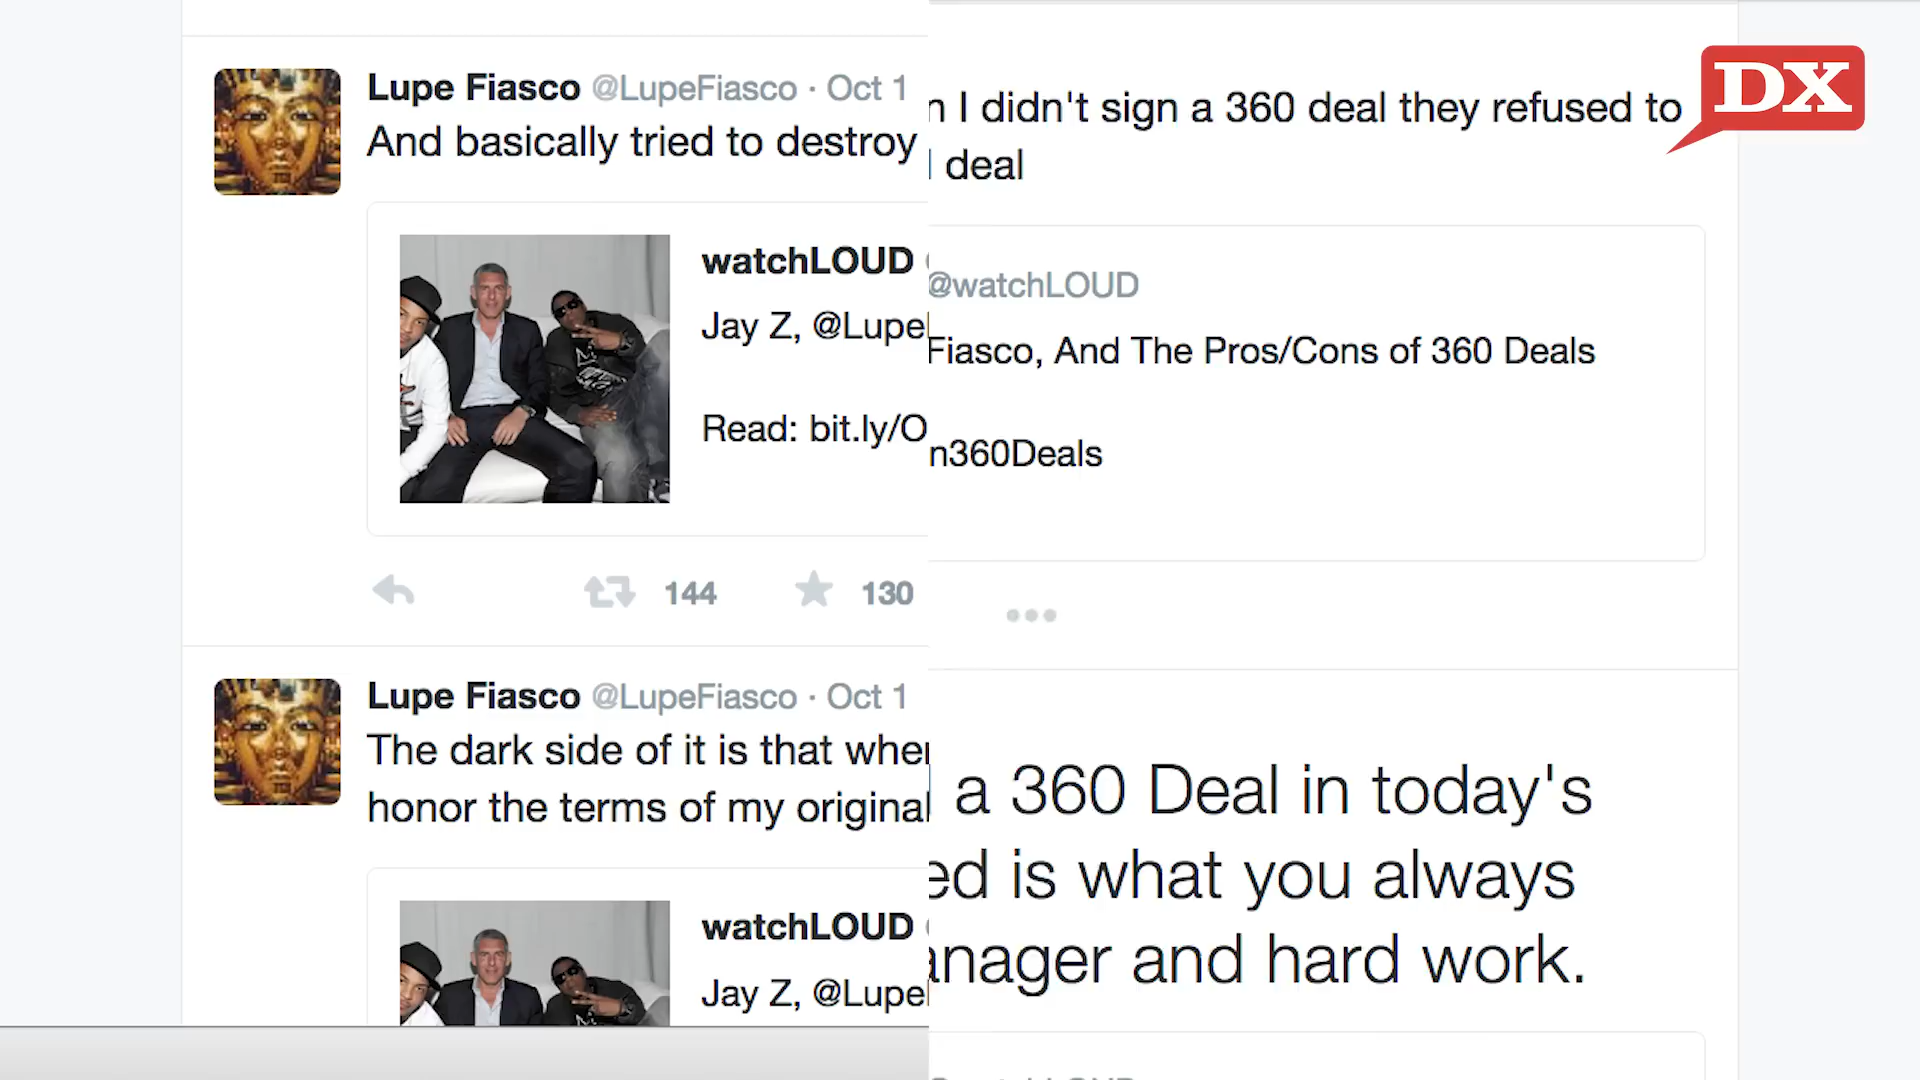 Lupe Fiasco @LupeFiasco · Oct 1
And basically tried to destroy
watchLOUD
Jay Z, @Lupe
Read: bit.ly/O
144 130
Lupe Fiasco @LupeFiasco · Oct 1
The dark side of it is that when
honor the terms of my original
watchLOUD
Jay Z, @Lupe
DX
n I didn't sign a 360 deal they refused to
l deal
@watchLOUD
Fiasco, And The Pros/Cons of 360 Deals
n360Deals
a 360 Deal in today's
ed is what you always
anager and hard work.